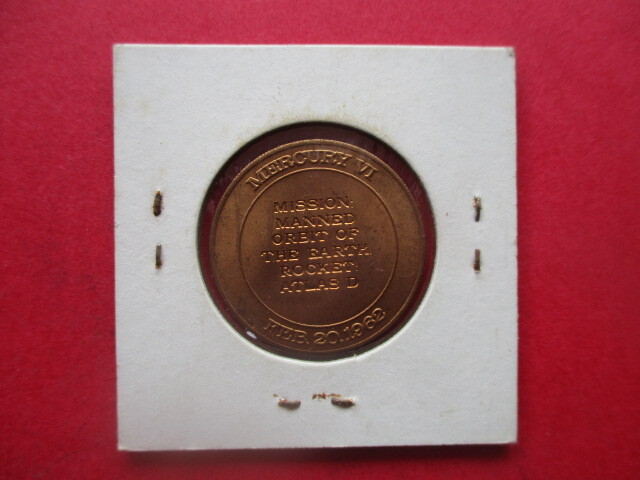 MERCURY VI
MISSION:
MANNED
ORBIT OF
THE EARTH
ROCKET:
ATLAS D
FEB. 20, 1962